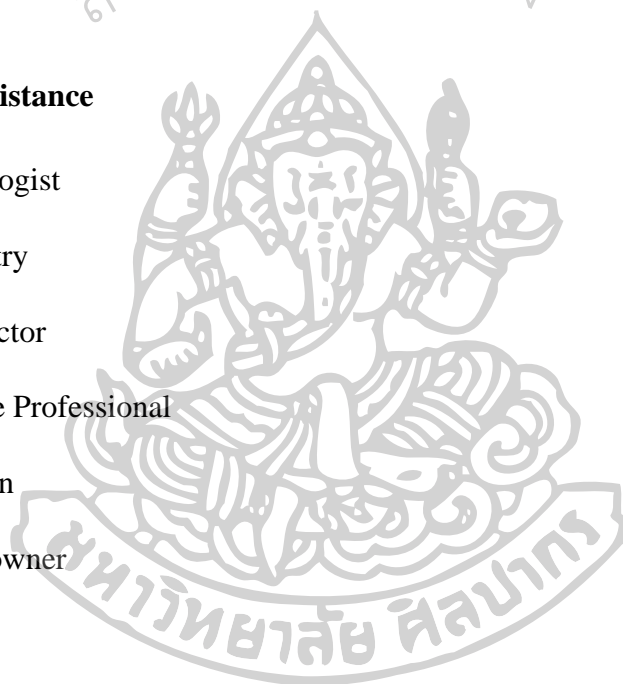 istance
ogist
try
ctor
e Professional
n
owner
มหาวิทยาลัย ศิลปากร